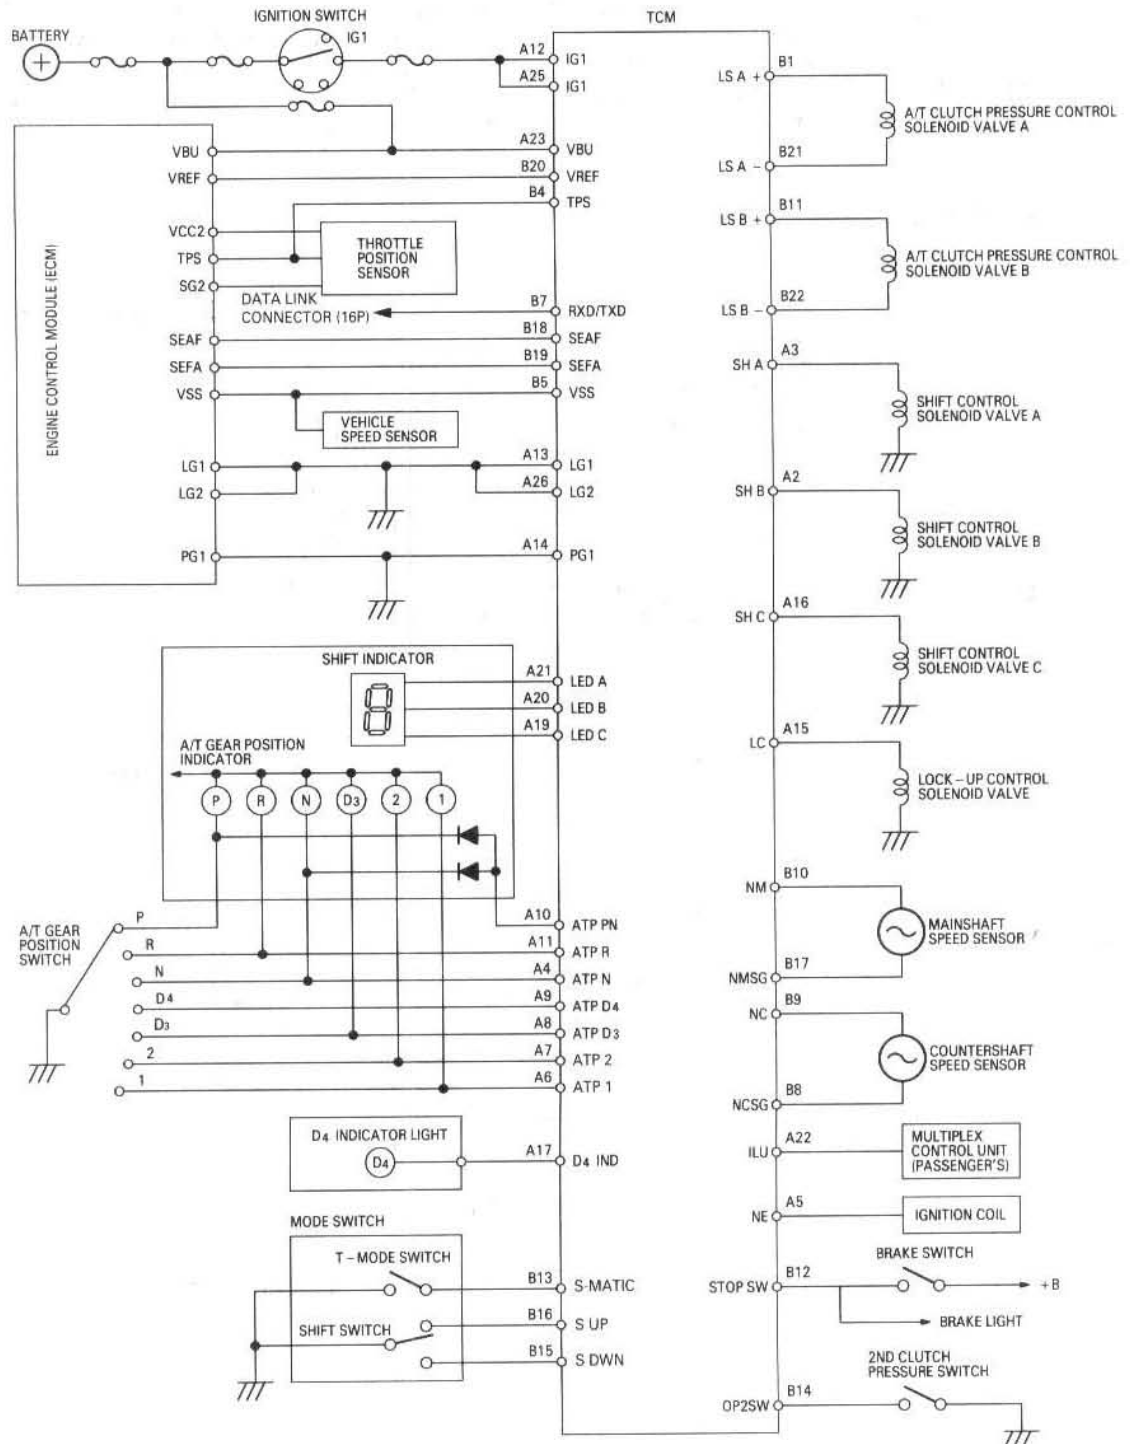 IGNITION SWITCH
TCM
BATTERY
IG1
A12
IG1
A25
IG1
VBU
A23
VBU
VREF
B20
VREF
B4
TPS
VCC2
TPS
SG2
THROTTLE
POSITION
SENSOR
DATA LINK
CONNECTOR (16P)
B7
RXD/TXD
SEAF
B18
SEAF
SEFA
B19
SEFA
VSS
B5
VSS
VEHICLE
SPEED SENSOR
LG1
A13
LG1
LG2
A26
LG2
PG1
A14
PG1
ENGINE CONTROL MODULE (ECM)
SHIFT INDICATOR
A21
LED A
A20
LED B
A19
LED C
A/T GEAR POSITION
INDICATOR
P
R
N
D3
2
1
A/T GEAR
POSITION
SWITCH
P
A10
ATP PN
R
A11
ATP R
N
A4
ATP N
D4
A9
ATP D4
D3
A8
ATP D3
2
A7
ATP 2
1
A6
ATP 1
D4 INDICATOR LIGHT
D4
A17
D4 IND
MODE SWITCH
T-MODE SWITCH
B13
S-MATIC
B16
S UP
SHIFT SWITCH
B15
S DWN
LS A +
B1
A/T CLUTCH PRESSURE CONTROL
SOLENOID VALVE A
LS A −
B21
LS B +
B11
A/T CLUTCH PRESSURE CONTROL
SOLENOID VALVE B
LS B −
B22
SH A
A3
SHIFT CONTROL
SOLENOID VALVE A
SH B
A2
SHIFT CONTROL
SOLENOID VALVE B
SH C
A16
SHIFT CONTROL
SOLENOID VALVE C
LC
A15
LOCK-UP CONTROL
SOLENOID VALVE
NM
B10
MAINSHAFT
SPEED SENSOR
NMSG
B17
NC
B9
COUNTERSHAFT
SPEED SENSOR
NCSG
B8
ILU
A22
MULTIPLEX
CONTROL UNIT
(PASSENGER'S)
NE
A5
IGNITION COIL
BRAKE SWITCH
STOP SW
B12
+B
BRAKE LIGHT
2ND CLUTCH
PRESSURE SWITCH
OP2SW
B14